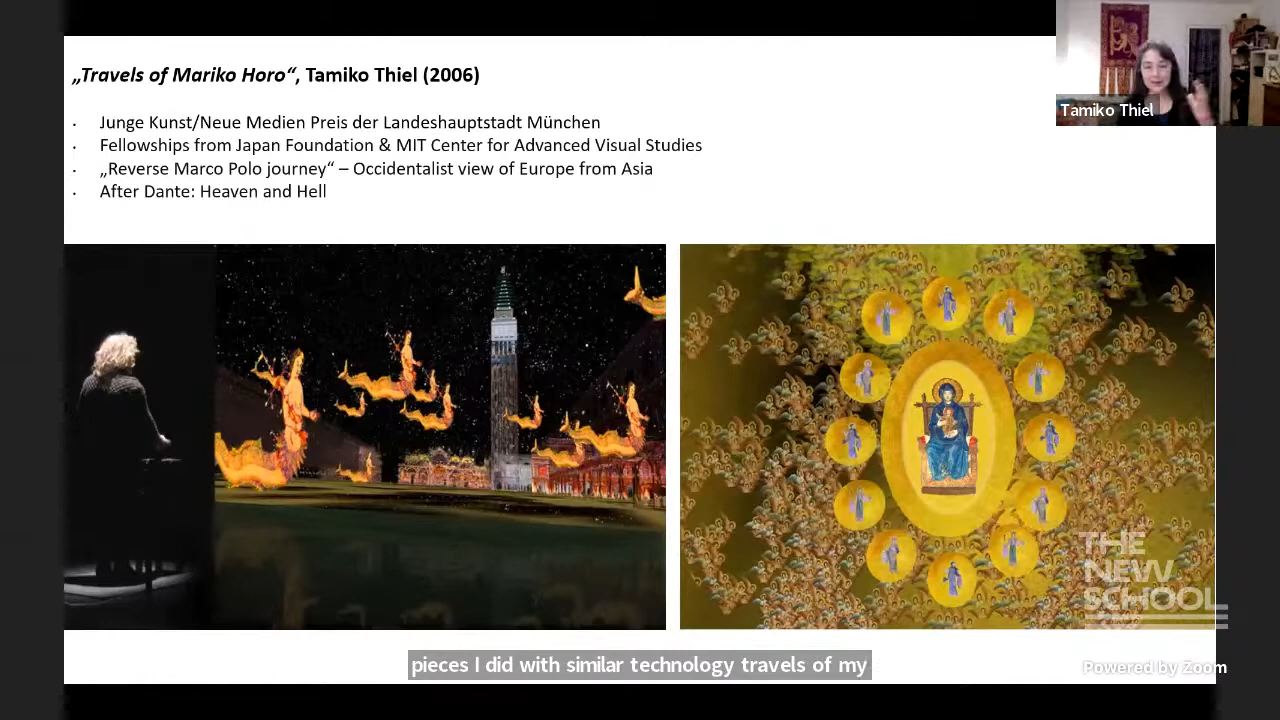 „Travels of Mariko Horo“, Tamiko Thiel (2006)
• Junge Kunst/Neue Medien Preis der Landeshauptstadt München
• Fellowships from Japan Foundation & MIT Center for Advanced Visual Studies
• „Reverse Marco Polo journey“ – Occidentalist view of Europe from Asia
• After Dante: Heaven and Hell
Tamiko Thiel
THE
NEW
SCHOOL
pieces I did with similar technology travels of my
Powered by Zoom